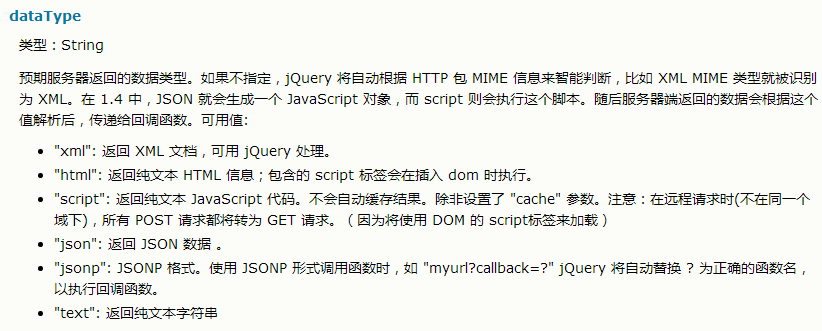 dataType
类型：String
预期服务器返回的数据类型。如果不指定，jQuery 将自动根据 HTTP 包 MIME 信息来智能判断，比如 XML MIME 类型就被识别
为 XML。在 1.4 中，JSON 就会生成一个 JavaScript 对象，而 script 则会执行这个脚本。随后服务器端返回的数据会根据这个
值解析后，传递给回调函数。可用值:
• "xml": 返回 XML 文档，可用 jQuery 处理。
• "html": 返回纯文本 HTML 信息；包含的 script 标签会在插入 dom 时执行。
• "script": 返回纯文本 JavaScript 代码。不会自动缓存结果。除非设置了 "cache" 参数。注意：在远程请求时(不在同一个
域下)，所有 POST 请求都将转为 GET 请求。（因为将使用 DOM 的 script标签来加载）
• "json": 返回 JSON 数据 。
• "jsonp": JSONP 格式。使用 JSONP 形式调用函数时，如 "myurl?callback=?" jQuery 将自动替换 ? 为正确的函数名，
以执行回调函数。
• "text": 返回纯文本字符串